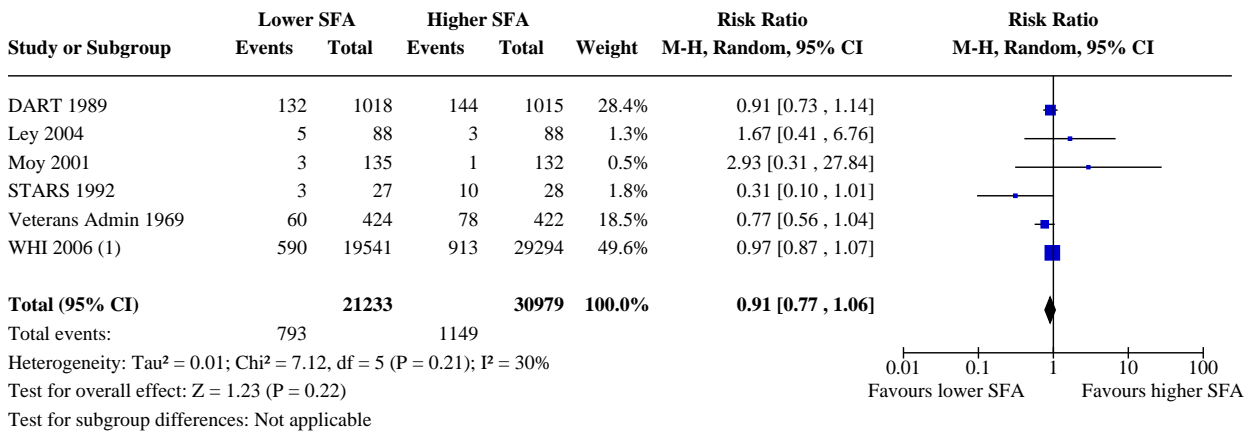 Lower SFA Higher SFA Risk Ratio Risk Ratio
Study or Subgroup Events Total Events Total Weight M-H, Random, 95% CI M-H, Random, 95% CI
DART 1989 132 1018 144 1015 28.4% 0.91 [0.73 , 1.14]
Ley 2004 5 88 3 88 1.3% 1.67 [0.41 , 6.76]
Moy 2001 3 135 1 132 0.5% 2.93 [0.31 , 27.84]
STARS 1992 3 27 10 28 1.8% 0.31 [0.10 , 1.01]
Veterans Admin 1969 60 424 78 422 18.5% 0.77 [0.56 , 1.04]
WHI 2006 (1) 590 19541 913 29294 49.6% 0.97 [0.87 , 1.07]
Total (95% CI) 21233 30979 100.0% 0.91 [0.77 , 1.06]
Total events: 793 1149
Heterogeneity: Tau² = 0.01; Chi² = 7.12, df = 5 (P = 0.21); I² = 30%
0.01 0.1 1 10 100
Test for overall effect: Z = 1.23 (P = 0.22)
Favours lower SFA Favours higher SFA
Test for subgroup differences: Not applicable